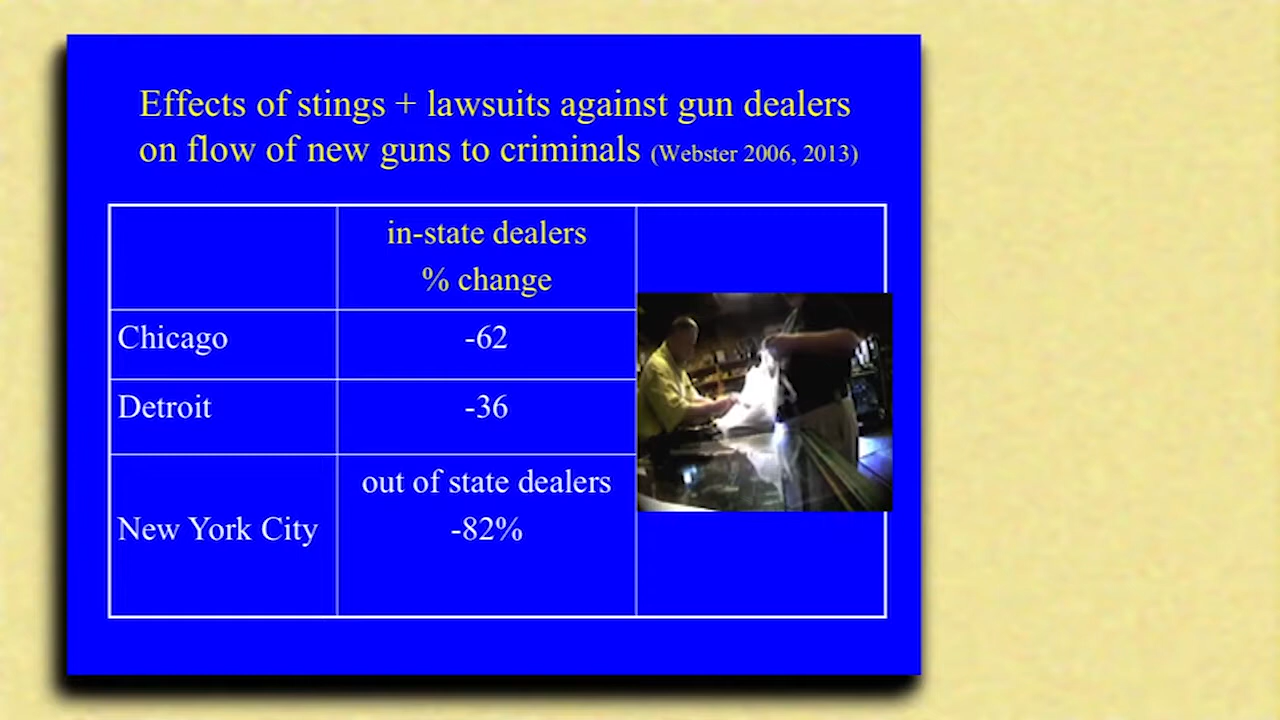 Effects of stings + lawsuits against gun dealers
on flow of new guns to criminals (Webster 2006, 2013)
in-state dealers
% change
Chicago
-62
Detroit
-36
out of state dealers
New York City
-82%